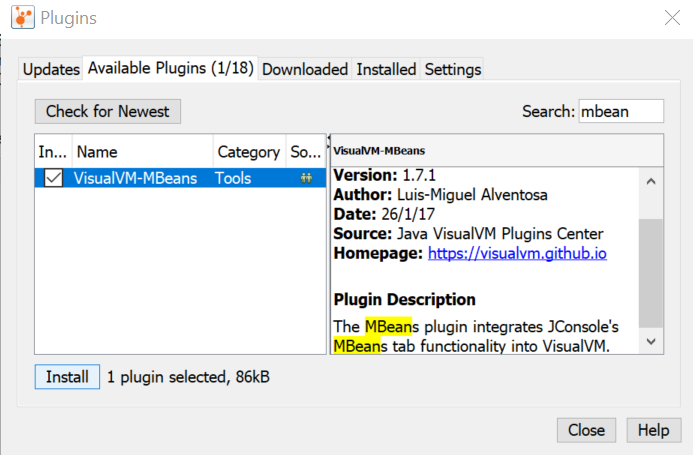 Plugins
Updates Available Plugins (1/18) Downloaded Installed Settings
Check for Newest Search: mbean
In... Name Category So...
VisualVM-MBeans Tools
VisualVM-MBeans
Version: 1.7.1
Author: Luis-Miguel Alventosa
Date: 26/1/17
Source: Java VisualVM Plugins Center
Homepage: https://visualvm.github.io
Plugin Description
The MBeans plugin integrates JConsole's
MBeans tab functionality into VisualVM.
Install 1 plugin selected, 86kB
Close Help